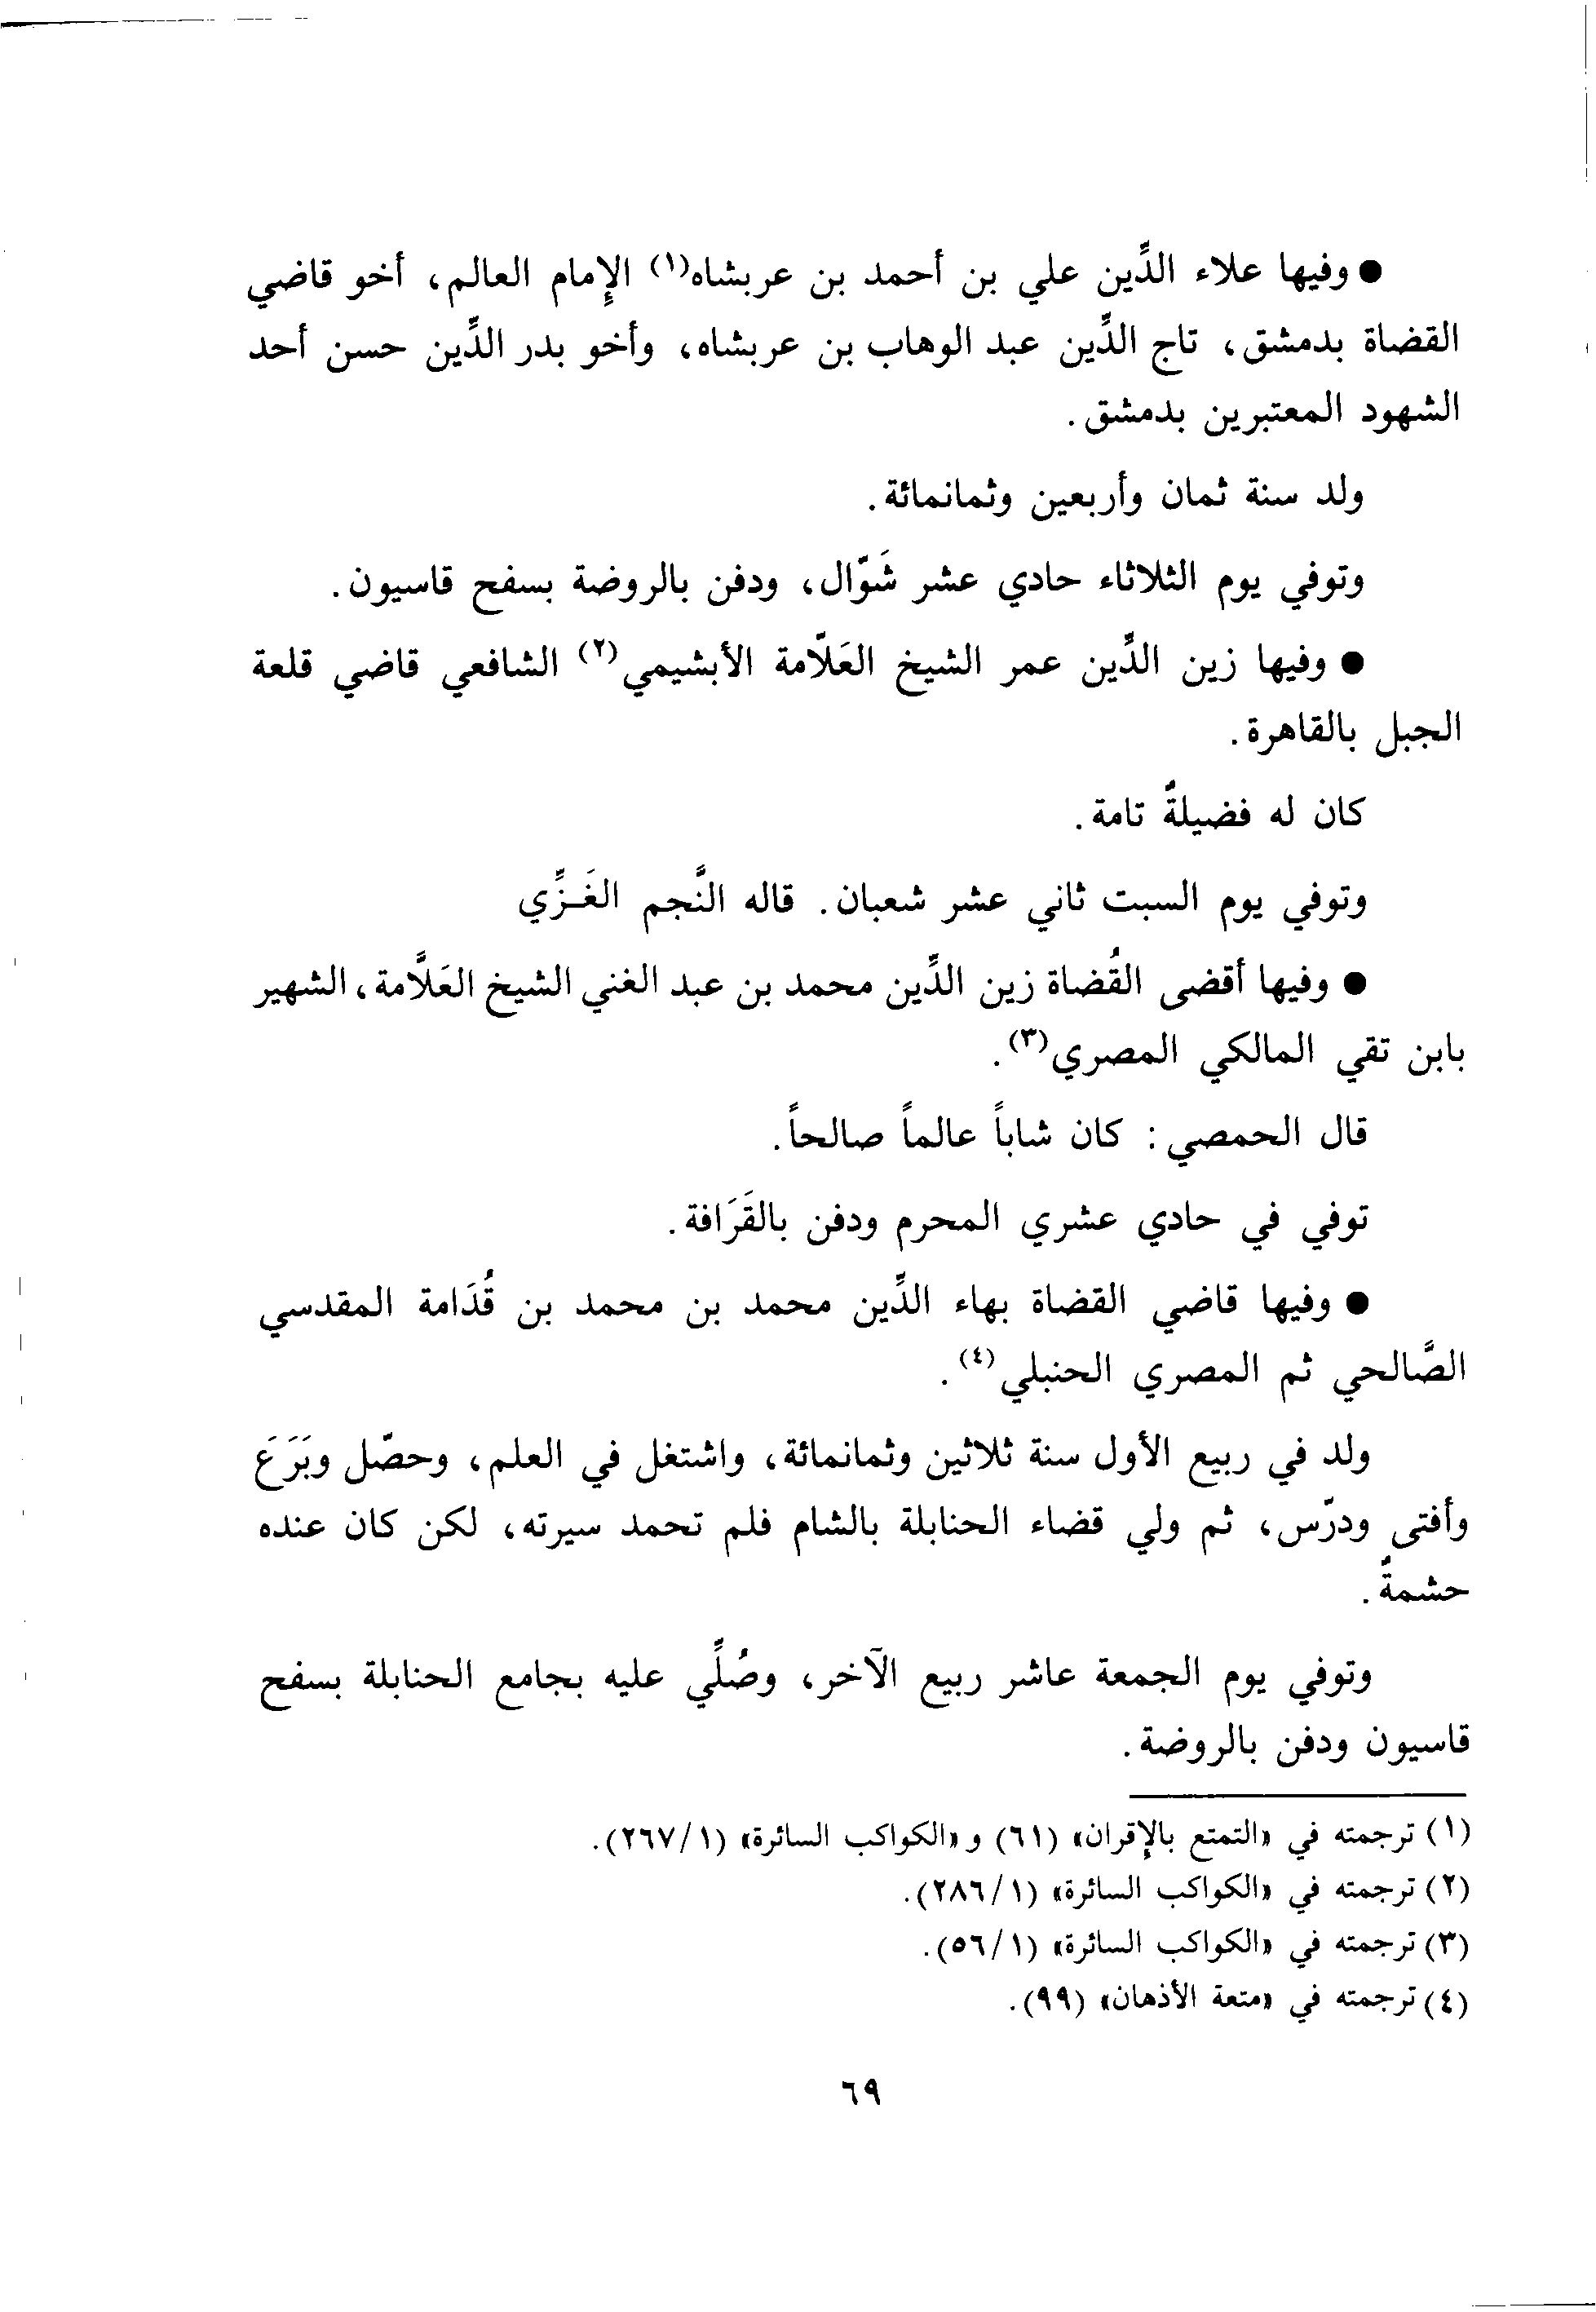 ● وفيها علاء الدِّين علي بن أحمد بن عربشاه(١) الإمام العالم، أخو قاضي
القضاة بدمشق، تاج الدِّين عبد الوهاب بن عربشاه، وأخو بدر الدِّين حسن أحد
الشهود المعتبرين بدمشق.
ولد سنة ثمان وأربعين وثمانمائة.
وتوفي يوم الثلاثاء حادي عشر شَوَّال، ودفن بالروضة بسفح قاسيون.
● وفيها زين الدِّين عمر الشيخ العَلّامة الأبشيمي(٢) الشافعي قاضي قلعة
الجبل بالقاهرة.
كان له فضيلةٌ تامة.
وتوفي يوم السبت ثاني عشر شعبان. قاله النَّجم الغَـزِّي
● وفيها أقضى القُضاة زين الدِّين محمد بن عبد الغني الشيخ العَلَّامة، الشهير
بابن تقي المالكي المصري(٣).
قال الحمصي: كان شاباً عالماً صالحاً.
توفي في حادي عشري المحرم ودفن بالقَرَافة.
● وفيها قاضي القضاة بهاء الدِّين محمد بن محمد بن قُدَامة المقدسي
الصَّالحي ثم المصري الحنبلي(٤).
ولد في ربيع الأول سنة ثلاثين وثمانمائة، واشتغل في العلم، وحصّل وبَرَعَ
وأفتى ودرّس، ثم ولي قضاء الحنابلة بالشام فلم تحمد سيرته، لكن كان عنده
حشمةٌ.
وتوفي يوم الجمعة عاشر ربيع الآخر، وصُلِّي عليه بجامع الحنابلة بسفح
قاسيون ودفن بالروضة.
(١) ترجمته في «التمتع بالإقران» (٦١) و«الكواكب السائرة» (٢٦٧/١).
(٢) ترجمته في «الكواكب السائرة» (٢٨٦/١).
(٣) ترجمته في «الكواكب السائرة» (٥٦/١).
(٤) ترجمته في «متعة الأذهان» (٩٩).
٦٩